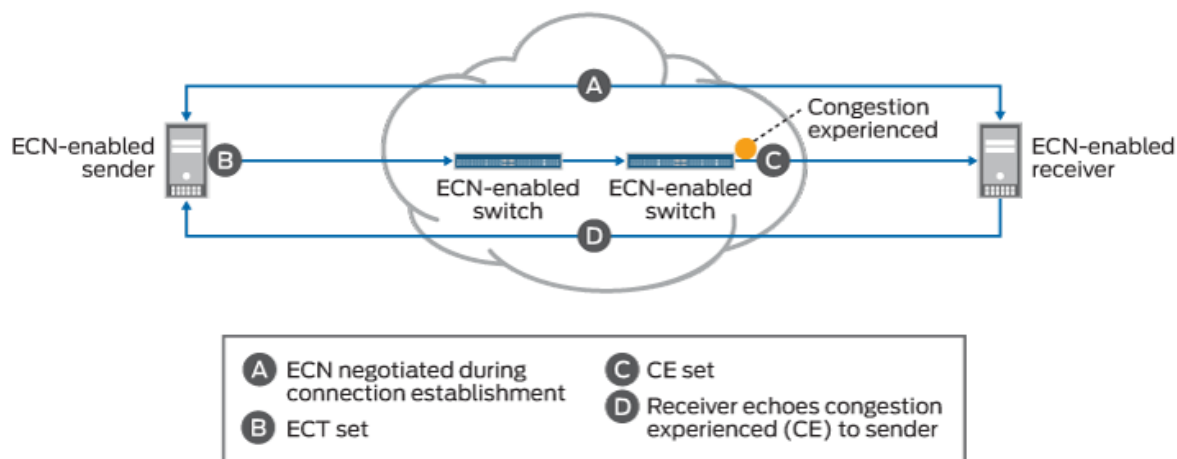 A
Congestion
experienced
ECN-enabled
sender
B
C
ECN-enabled
receiver
ECN-enabled
switch
ECN-enabled
switch
D
A ECN negotiated during
connection establishment
B ECT set
C CE set
D Receiver echoes congestion
experienced (CE) to sender